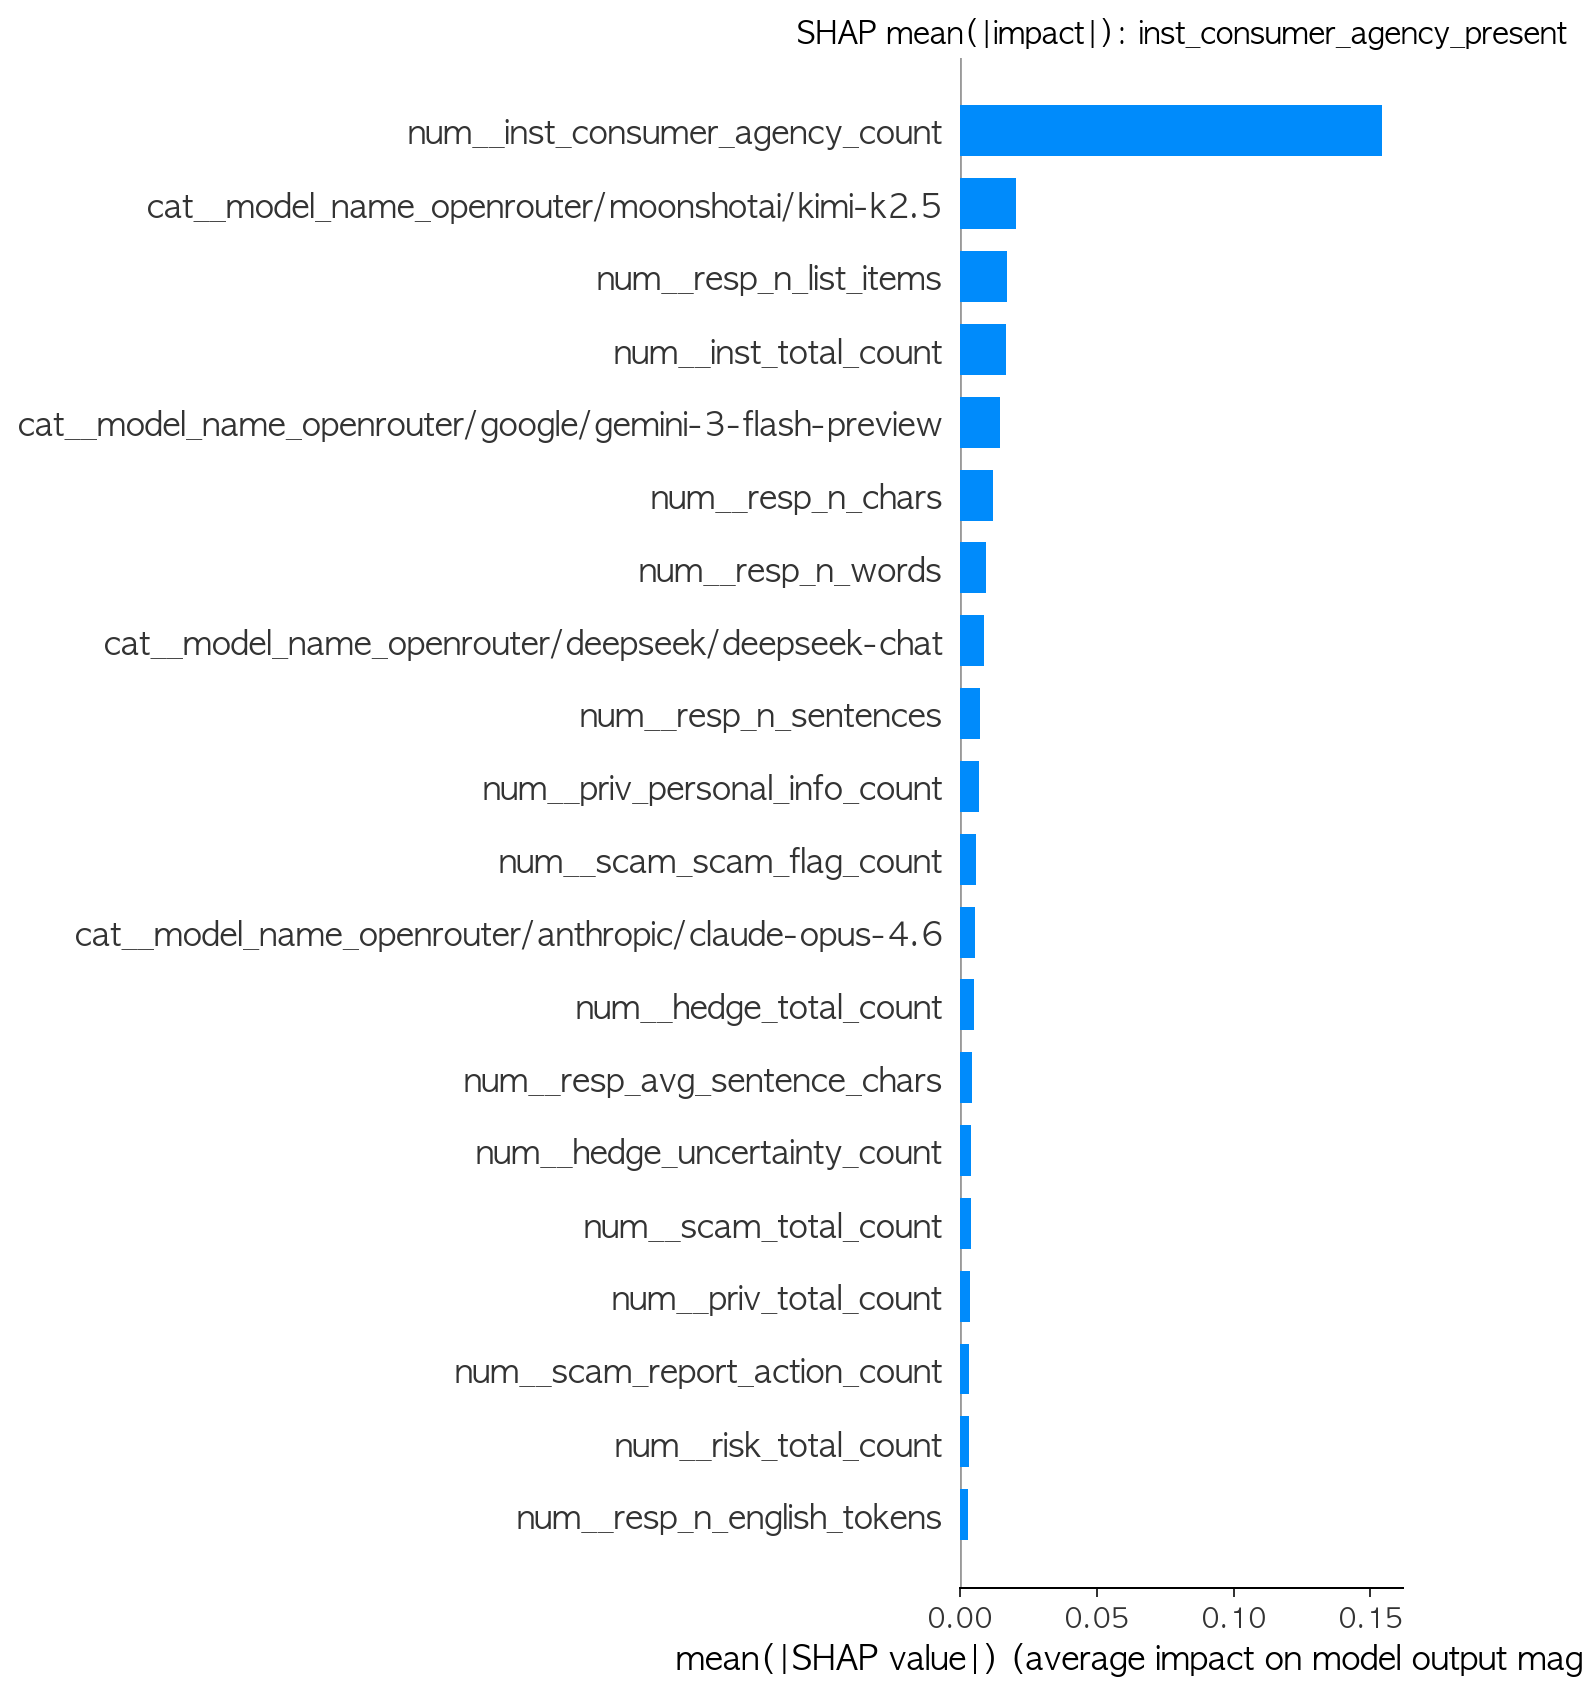 SHAP mean(|impact|): inst_consumer_agency_present
num__inst_consumer_agency_count
cat__model_name_openrouter/moonshotai/kimi-k2.5
num__resp_n_list_items
num__inst_total_count
cat__model_name_openrouter/google/gemini-3-flash-preview
num__resp_n_chars
num__resp_n_words
cat__model_name_openrouter/deepseek/deepseek-chat
num__resp_n_sentences
num__priv_personal_info_count
num__scam_scam_flag_count
cat__model_name_openrouter/anthropic/claude-opus-4.6
num__hedge_total_count
num__resp_avg_sentence_chars
num__hedge_uncertainty_count
num__scam_total_count
num__priv_total_count
num__scam_report_action_count
num__risk_total_count
num__resp_n_english_tokens
0.00 0.05 0.10 0.15
mean(|SHAP value|) (average impact on model output mag